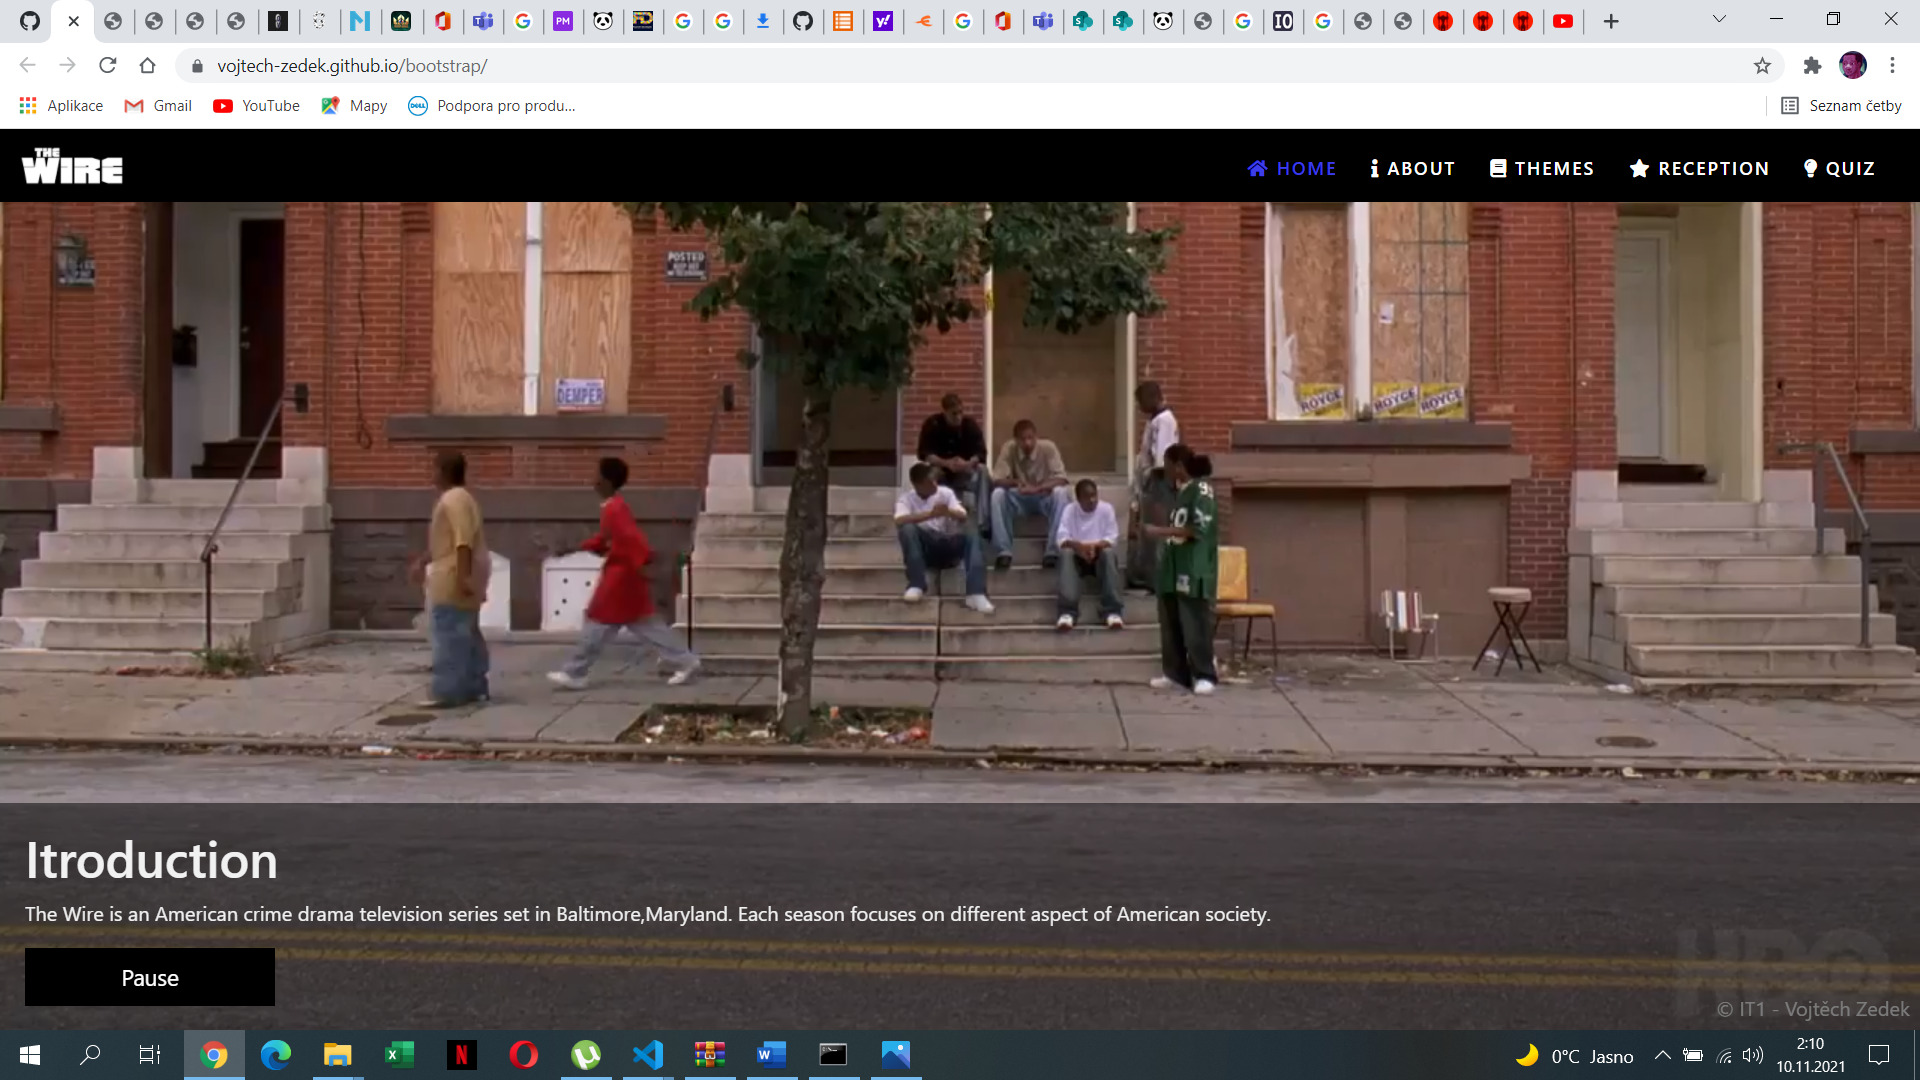 vojtech-zedek.github.io/bootstrap/
Aplikace Gmail YouTube Mapy Podpora pro produ... Seznam četby
THE WIRE
HOME ABOUT THEMES RECEPTION QUIZ
POSTED
DEMPER
ROYCE ROYCE ROYCE
Itroduction
The Wire is an American crime drama television series set in Baltimore,Maryland. Each season focuses on different aspect of American society.
Pause
HBO
© IT1 - Vojtěch Zedek
0°C Jasno
2:10
10.11.2021